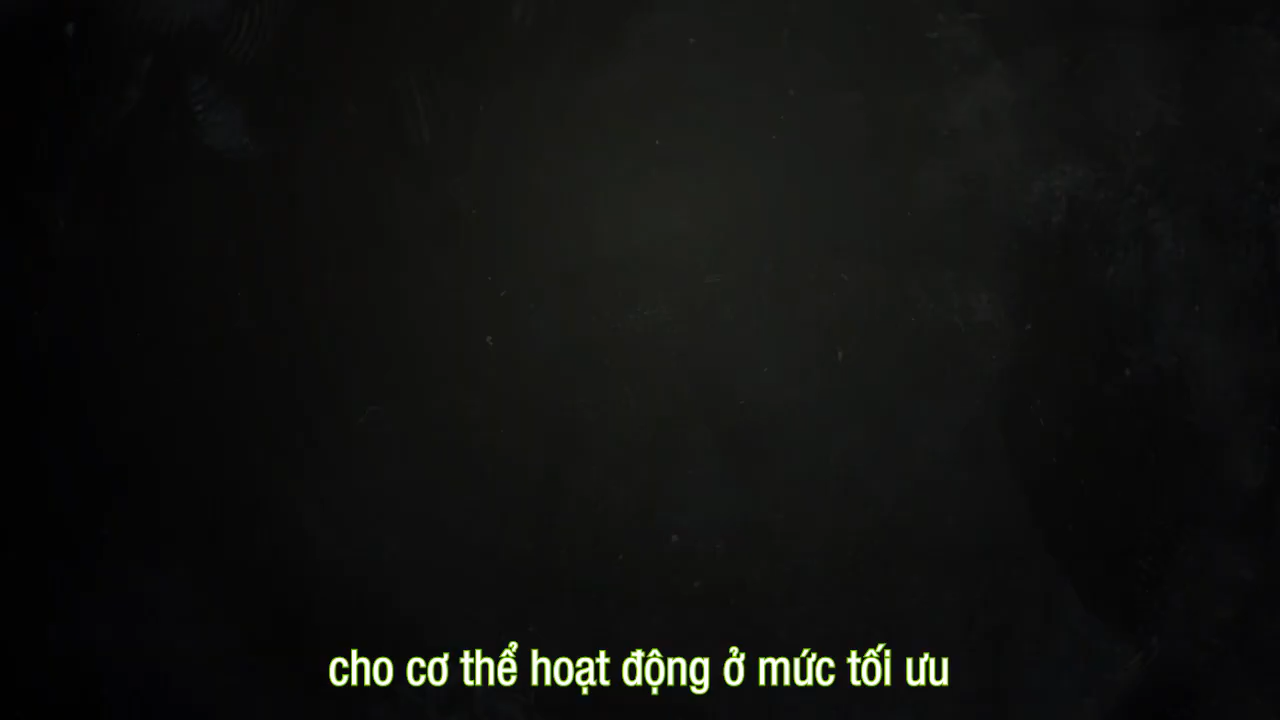 cho cơ thể hoạt động ở mức tối ưu